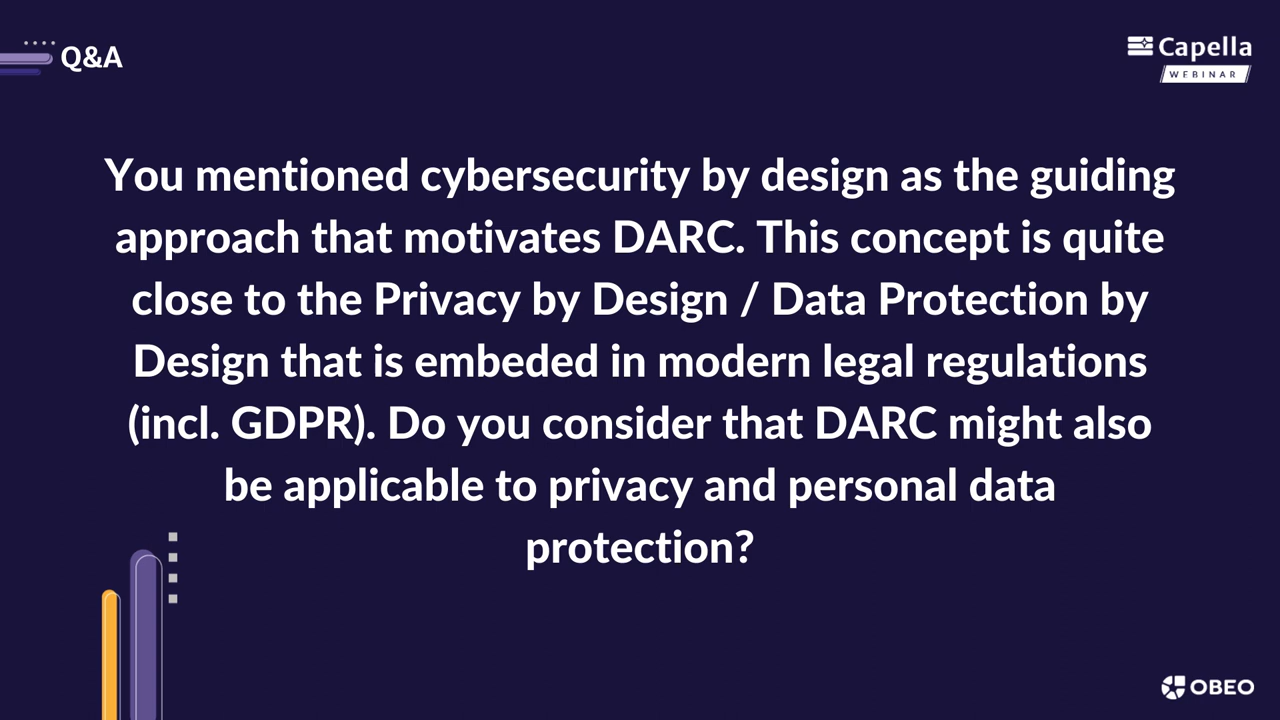 Q&A
Capella
WEBINAR
You mentioned cybersecurity by design as the guiding
approach that motivates DARC. This concept is quite
close to the Privacy by Design / Data Protection by
Design that is embeded in modern legal regulations
(incl. GDPR). Do you consider that DARC might also
be applicable to privacy and personal data
protection?
OBEO